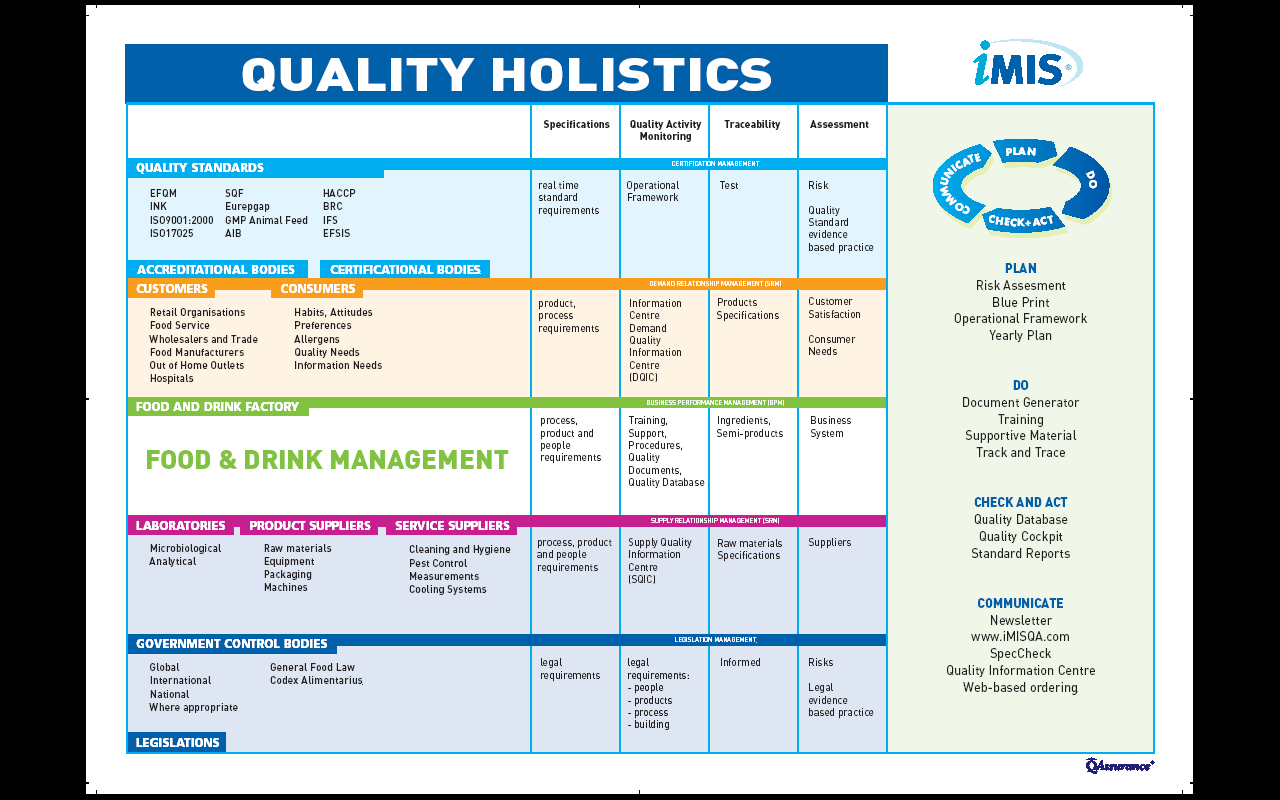 QUALITY HOLISTICS
iMIS®
Specifications
Quality Activity
Monitoring
Traceability
Assessment
QUALITY STANDARDS
CERTIFICATION MANAGEMENT
EFQM
INK
ISO9001:2000
ISO17025
SQF
Eurepgap
GMP Animal Feed
AIB
HACCP
BRC
IFS
EFSIS
real time
standard
requirements
Operational
Framework
Test
Risk
Quality
Standard
evidence
based practice
ACCREDITATIONAL BODIES
CERTIFICATIONAL BODIES
CUSTOMERS
CONSUMERS
DEMAND RELATIONSHIP MANAGEMENT (SRM)
Retail Organisations
Food Service
Wholesalers and Trade
Food Manufacturers
Out of Home Outlets
Hospitals
Habits, Attitudes
Preferences
Allergens
Quality Needs
Information Needs
product,
process
requirements
Information
Centre
Demand
Quality
Information
Centre
(DQIC)
Products
Specifications
Customer
Satisfaction
Consumer
Needs
FOOD AND DRINK FACTORY
BUSINESS PERFORMANCE MANAGEMENT (BPM)
FOOD & DRINK MANAGEMENT
process,
product and
people
requirements
Training,
Support,
Procedures,
Quality
Documents,
Quality Database
Ingredients,
Semi-products
Business
System
LABORATORIES
PRODUCT SUPPLIERS
SERVICE SUPPLIERS
SUPPLY RELATIONSHIP MANAGEMENT (SRM)
Microbiological
Analytical
Raw materials
Equipment
Packaging
Machines
Cleaning and Hygiene
Pest Control
Measurements
Cooling Systems
process, product
and people
requirements
Supply Quality
Information
Centre
(SQIC)
Raw materials
Specifications
Suppliers
GOVERNMENT CONTROL BODIES
LEGISLATION MANAGEMENT
Global
International
National
Where appropriate
General Food Law
Codex Alimentarius
legal
requirements
legal
requirements:
- people
- products
- process
- building
Informed
Risks
Legal
evidence
based practice
LEGISLATIONS
COMMUNICATE
PLAN
DO
CHECK+ACT
PLAN
Risk Assesment
Blue Print
Operational Framework
Yearly Plan
DO
Document Generator
Training
Supportive Material
Track and Trace
CHECK AND ACT
Quality Database
Quality Cockpit
Standard Reports
COMMUNICATE
Newsletter
www.iMISQA.com
SpecCheck
Quality Information Centre
Web-based ordering
QAssurance